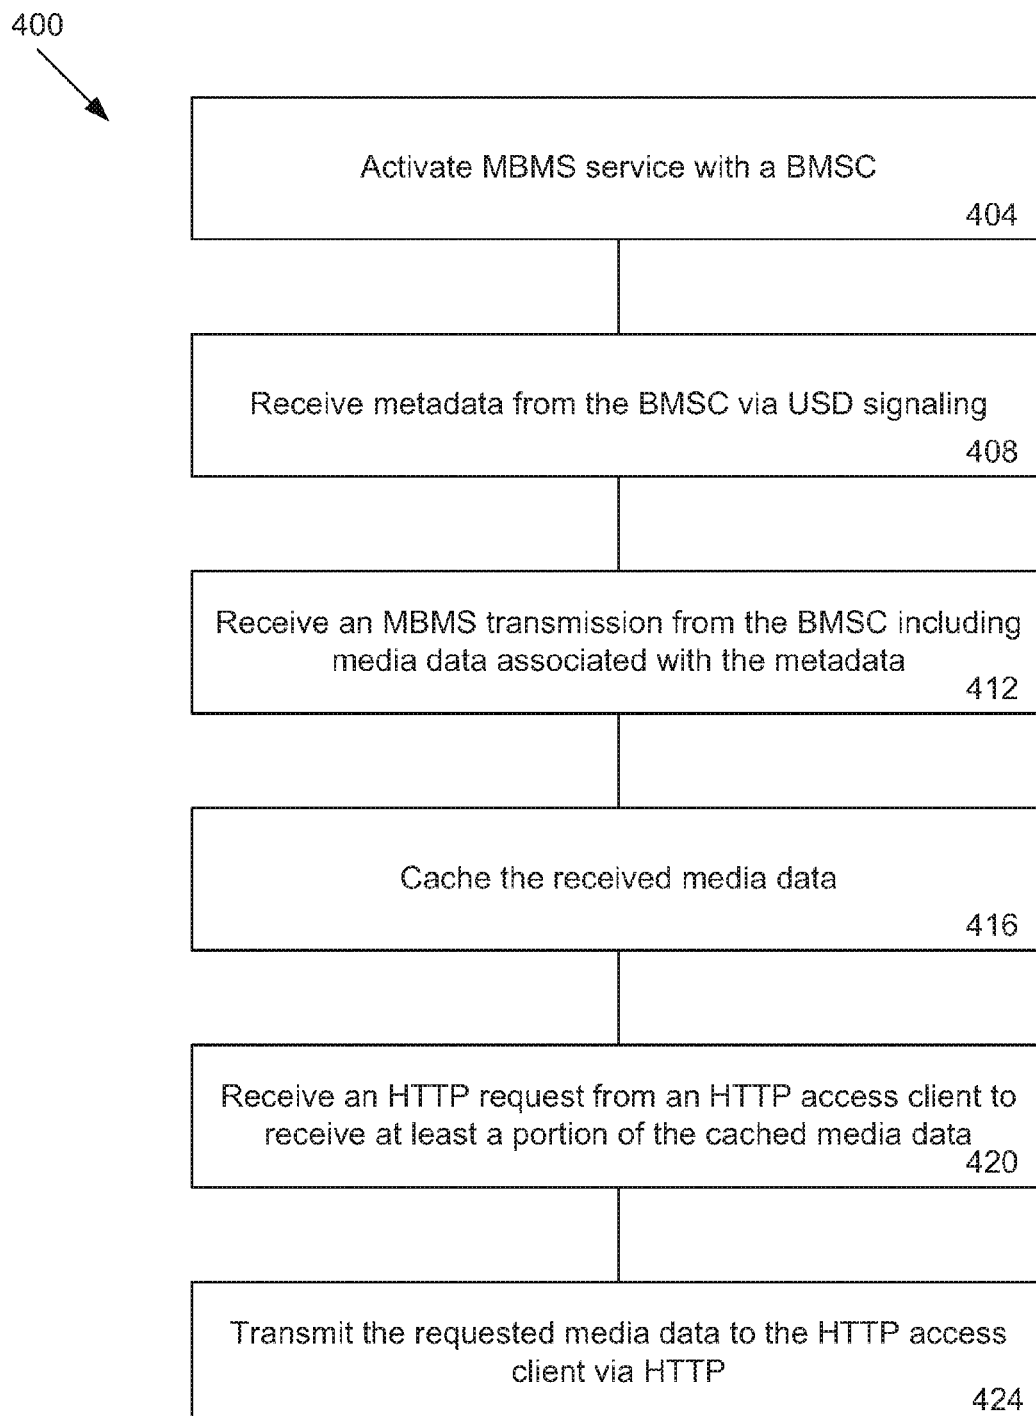 400
Activate MBMS service with a BMSC
404
Receive metadata from the BMSC via USD signaling
408
Receive an MBMS transmission from the BMSC including
media data associated with the metadata
412
Cache the received media data
416
Receive an HTTP request from an HTTP access client to
receive at least a portion of the cached media data
420
Transmit the requested media data to the HTTP access
client via HTTP
424